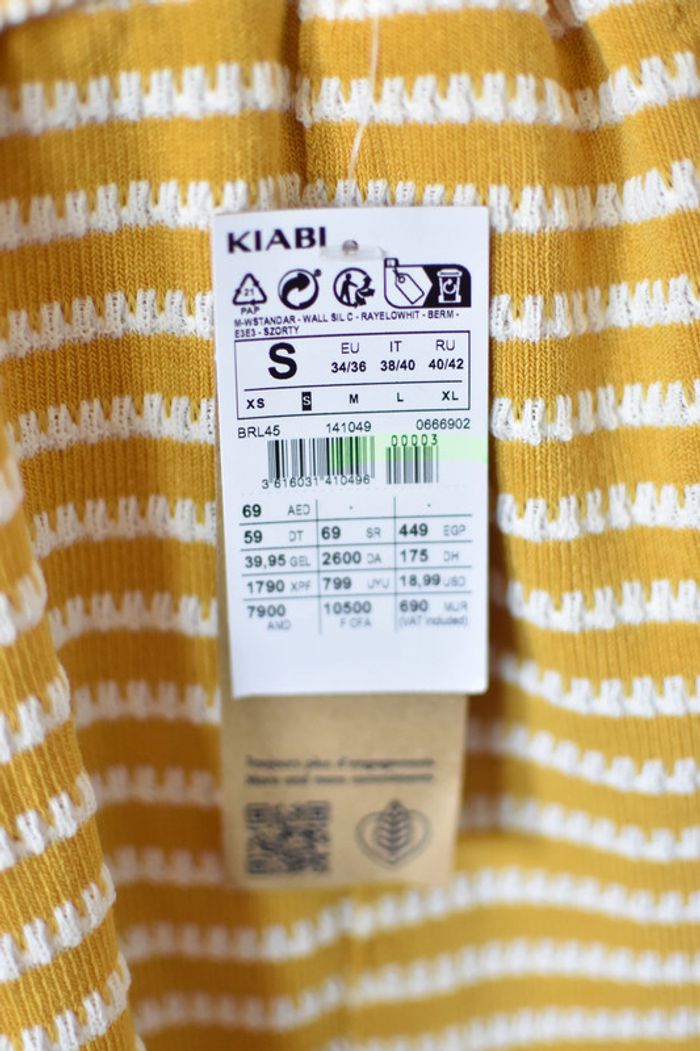 KIABI
21
PAP
M-WSTANDAR - WALL SIL C - RAYELOWHIT - BERM -
E3E3 - SZORTY
S EU IT RU
34/36 38/40 40/42
XS S M L XL
BRL45 141049 0666902
00003
3 616031 410496
69 AED - -
59 DT 69 SR 449 EGP
39,95 GEL 2600 DA 175 DH
1790 XPF 799 UYU 18,99 USD
7900 10500 690 MUR
AMD F CFA (VAT included)
Toujours plus d'engagements